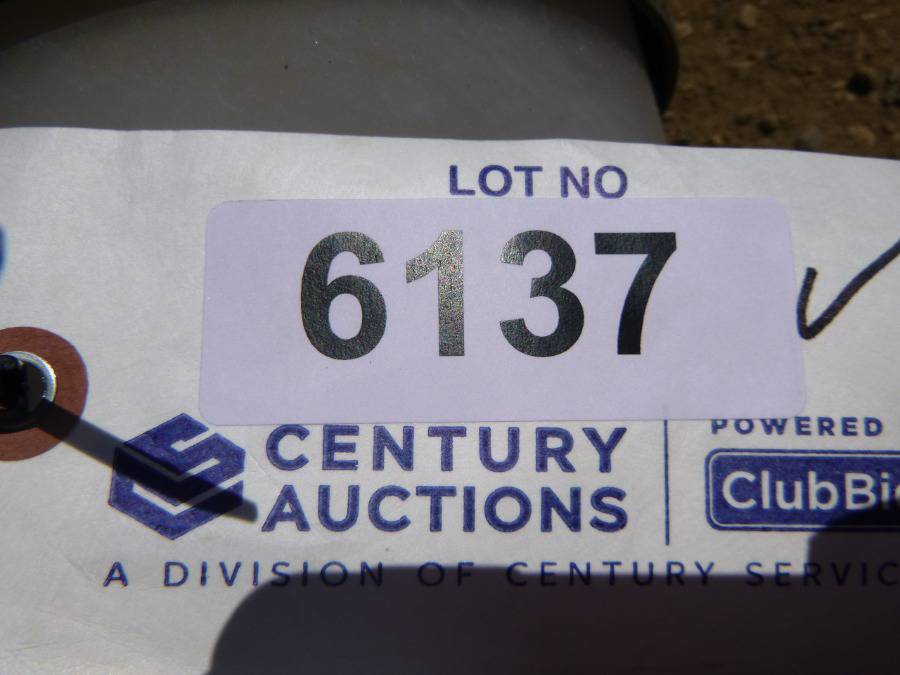 LOT NO
6137
CENTURY
AUCTIONS
POWERED
A DIVISION OF CENTURY